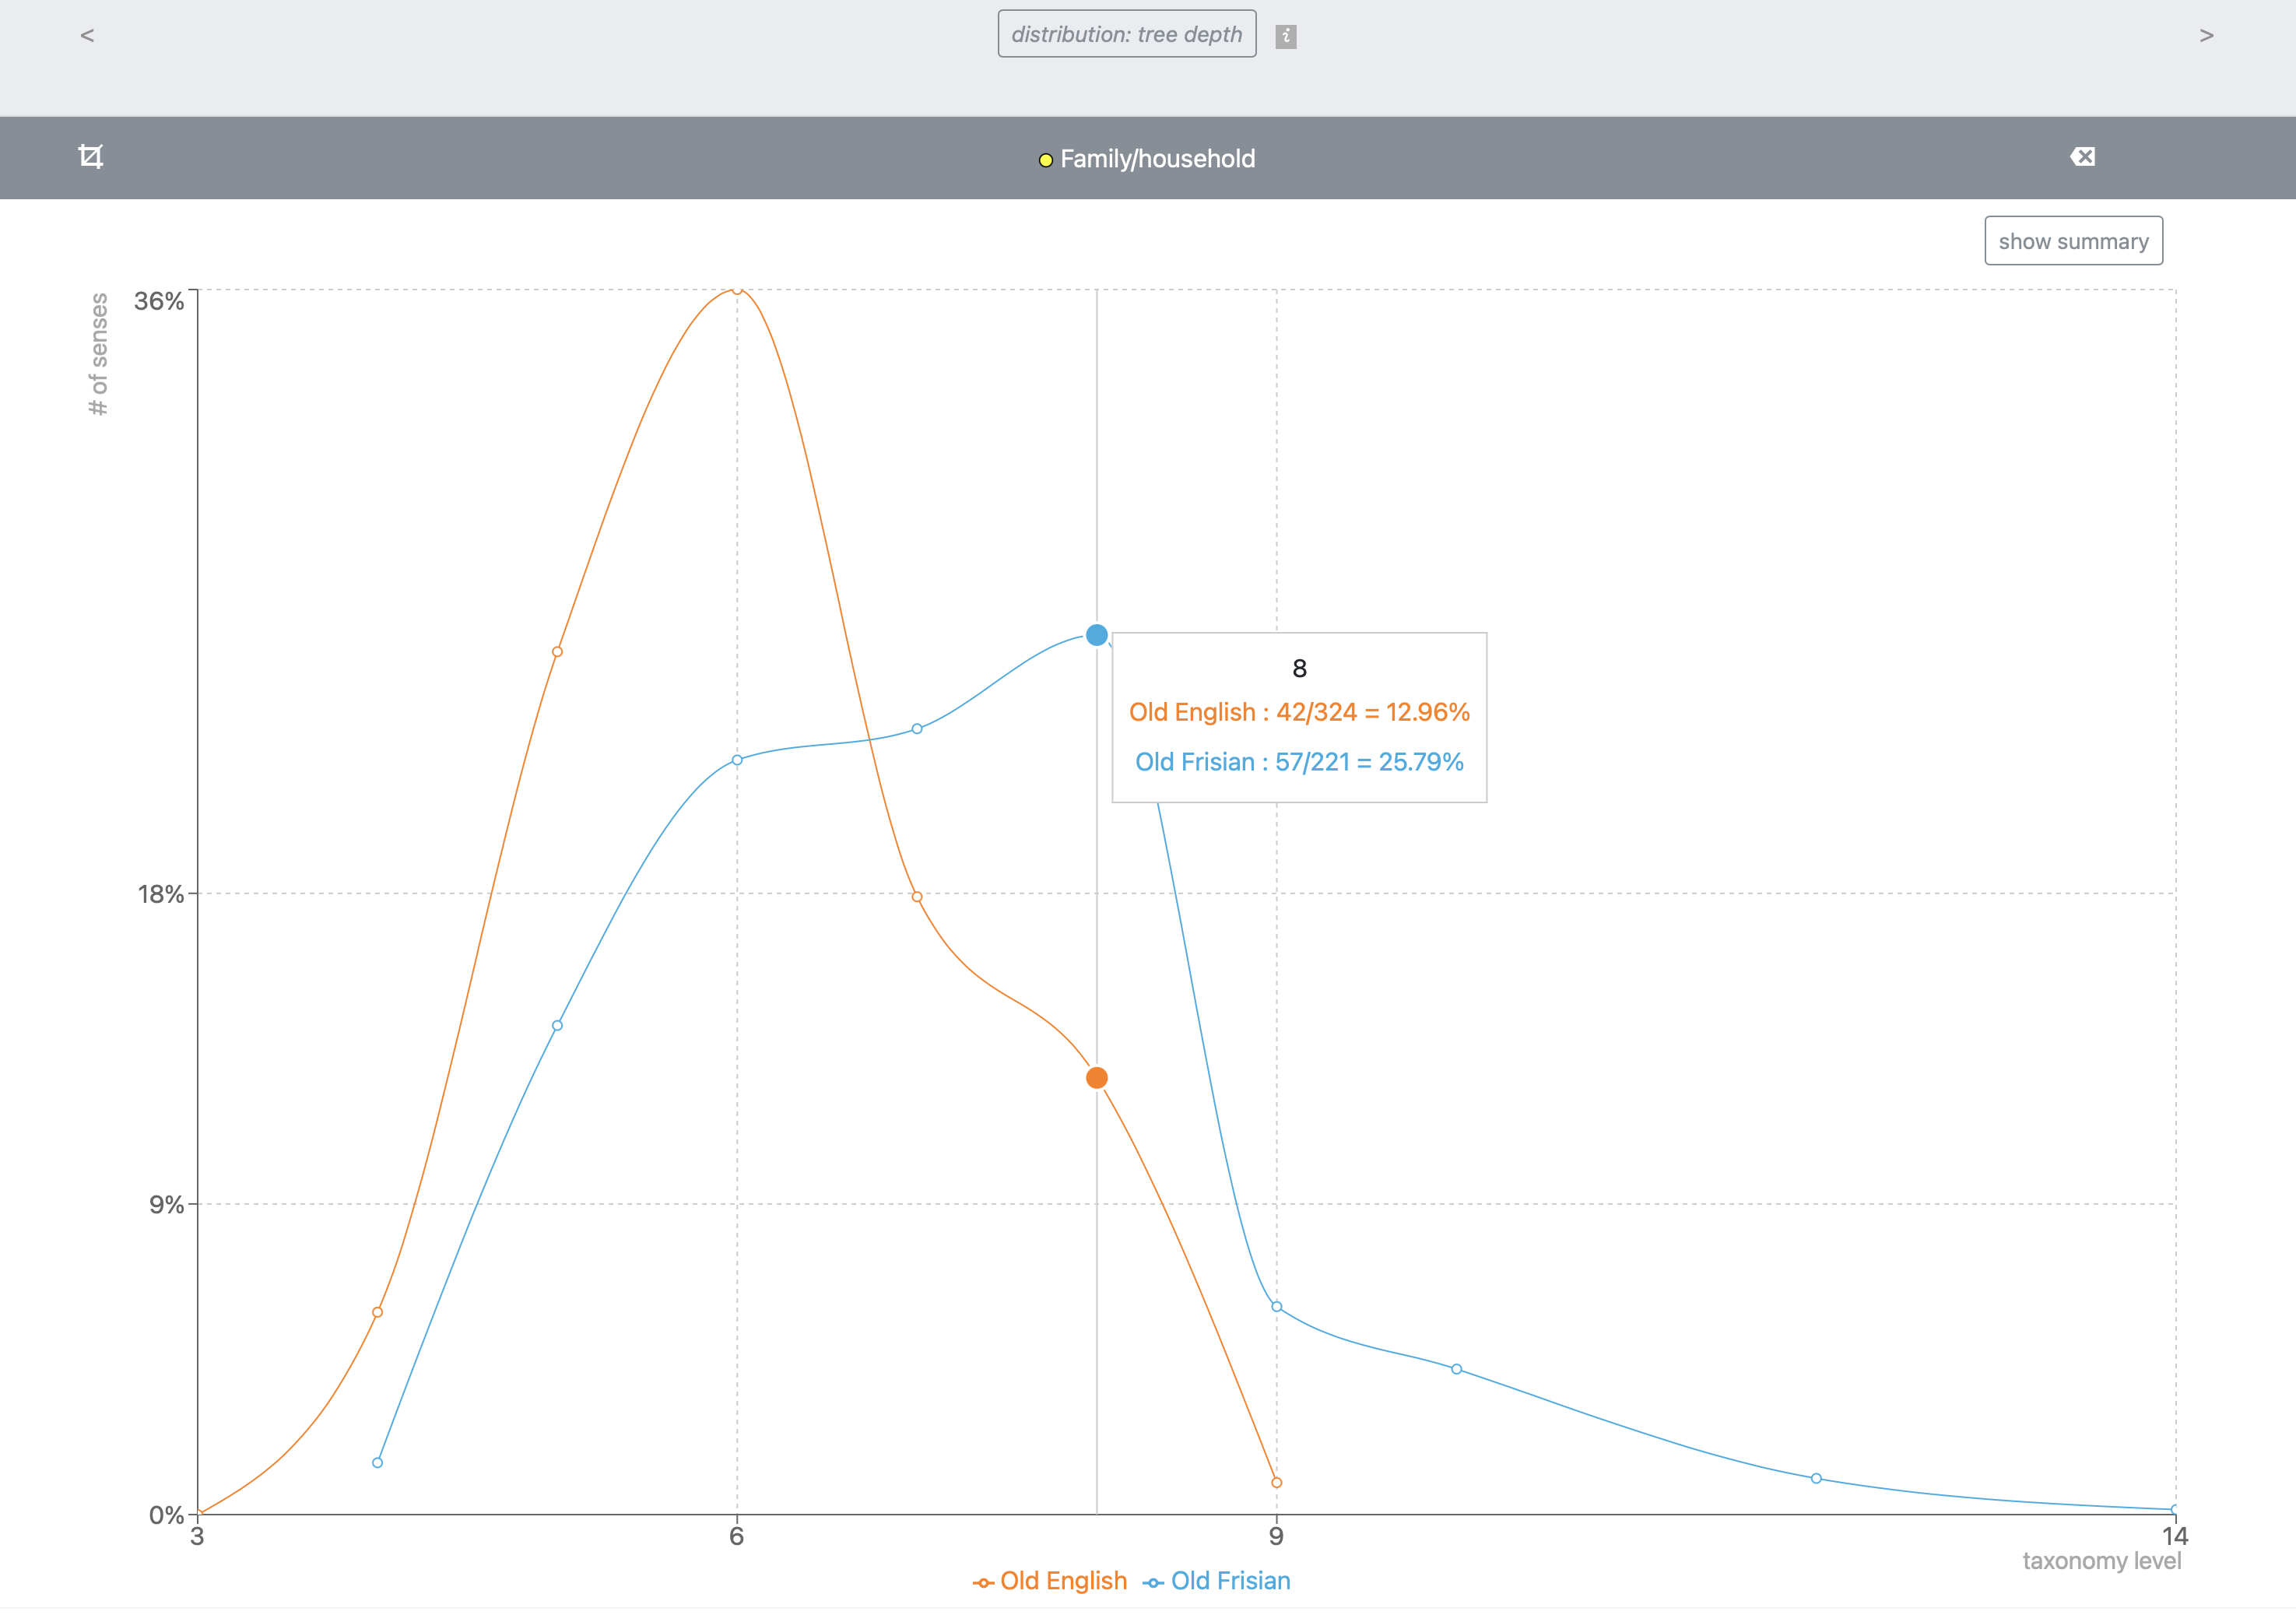 <
distribution: tree depth
i
>
Family/household
show summary
# of senses
36%
18%
9%
0%
8
Old English : 42/324 = 12.96%
Old Frisian : 57/221 = 25.79%
3
6
9
14
taxonomy level
Old English
Old Frisian